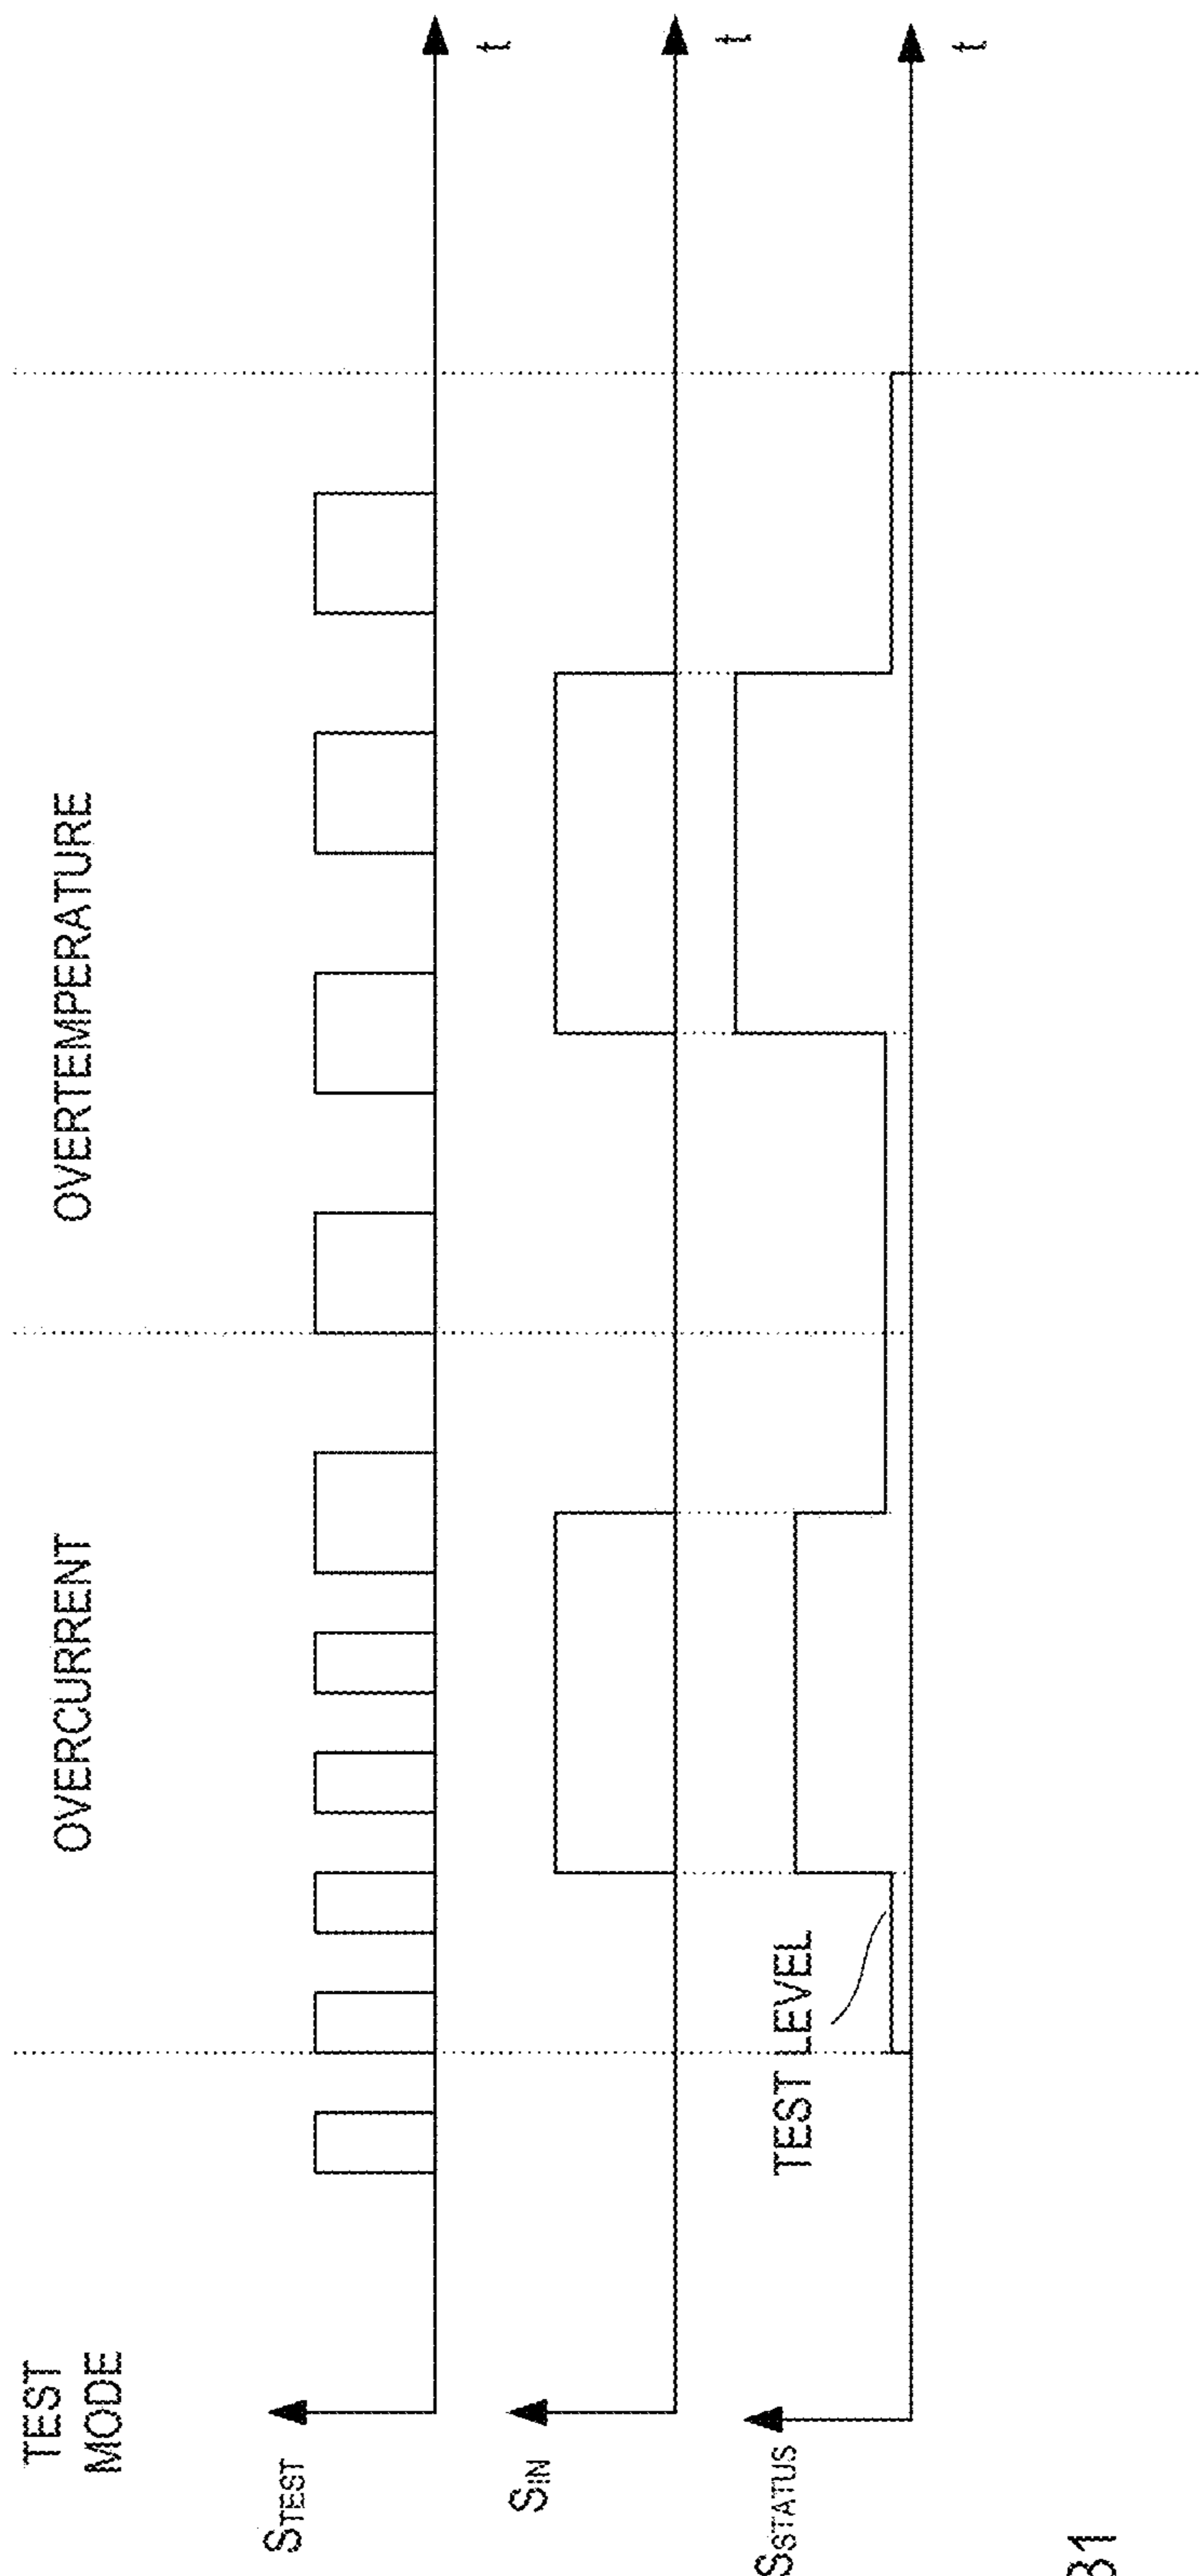 TEST
MODE
OVERCURRENT
OVERTEMPERATURE
STEST
t
SIN
t
SSTATUS
TEST LEVEL
t